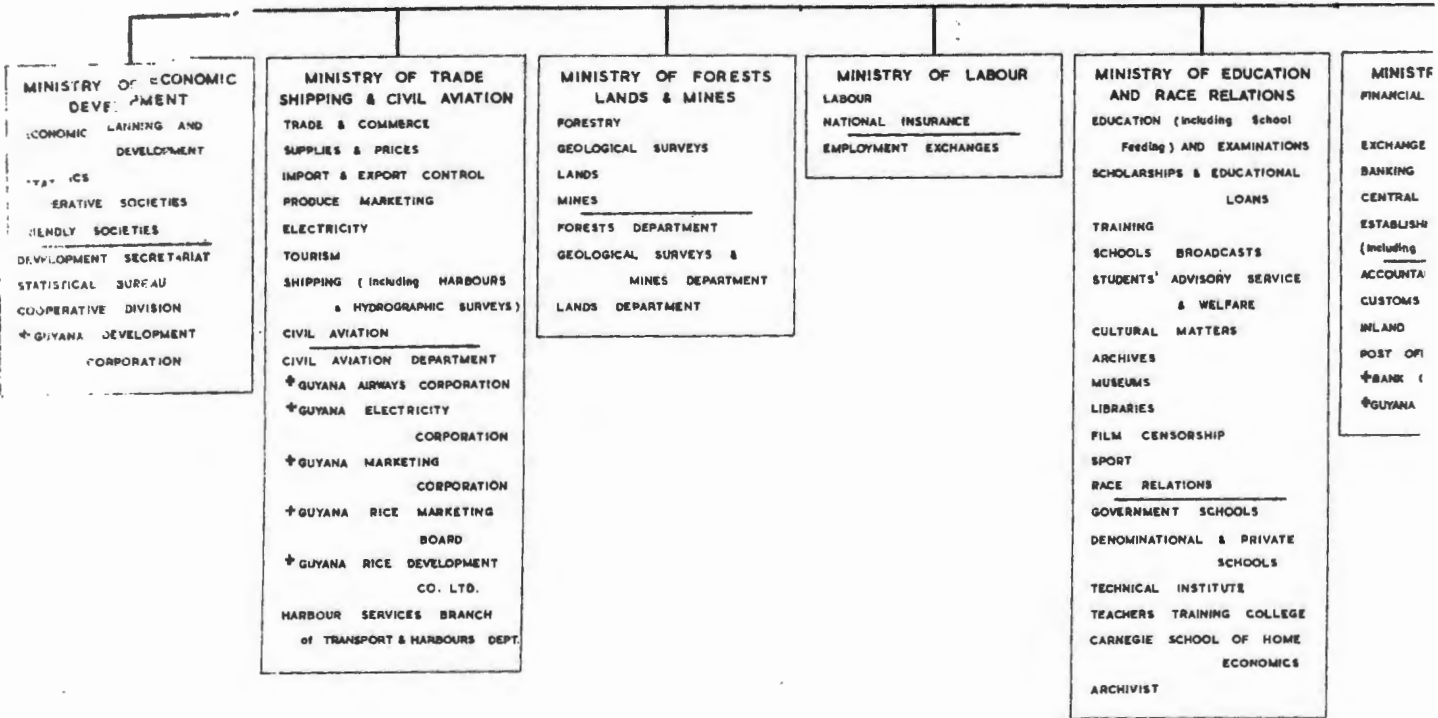 MINISTRY OF ECONOMIC
DEVELOPMENT
ECONOMIC PLANNING AND
DEVELOPMENT
SOCIETIES
SOCIETIES
DEVELOPMENT SECRETARIAT
STATISTICAL BUREAU
COOPERATIVE DIVISION
+ GUYANA DEVELOPMENT
CORPORATION
MINISTRY OF TRADE
SHIPPING & CIVIL AVIATION
TRADE & COMMERCE
SUPPLIES & PRICES
IMPORT & EXPORT CONTROL
PRODUCE MARKETING
ELECTRICITY
TOURISM
SHIPPING (Including HARBOURS
& HYDROGRAPHIC SURVEYS)
CIVIL AVIATION
CIVIL AVIATION DEPARTMENT
+GUYANA AIRWAYS CORPORATION
+GUYANA ELECTRICITY
CORPORATION
+GUYANA MARKETING
CORPORATION
+GUYANA RICE MARKETING
BOARD
+GUYANA RICE DEVELOPMENT
CO. LTD.
HARBOUR SERVICES BRANCH
of TRANSPORT & HARBOURS DEPT.
MINISTRY OF FORESTS
LANDS & MINES
FORESTRY
GEOLOGICAL SURVEYS
LANDS
MINES
FORESTS DEPARTMENT
GEOLOGICAL SURVEYS &
MINES DEPARTMENT
LANDS DEPARTMENT
MINISTRY OF LABOUR
LABOUR
NATIONAL INSURANCE
EMPLOYMENT EXCHANGES
MINISTRY OF EDUCATION
AND RACE RELATIONS
EDUCATION (Including School
Feeding) AND EXAMINATIONS
SCHOLARSHIPS & EDUCATIONAL
LOANS
TRAINING
SCHOOLS BROADCASTS
STUDENTS' ADVISORY SERVICE
& WELFARE
CULTURAL MATTERS
ARCHIVES
MUSEUMS
LIBRARIES
FILM CENSORSHIP
SPORT
RACE RELATIONS
GOVERNMENT SCHOOLS
DENOMINATIONAL & PRIVATE
SCHOOLS
TECHNICAL INSTITUTE
TEACHERS TRAINING COLLEGE
CARNEGIE SCHOOL OF HOME
ECONOMICS
ARCHIVIST
FINANCIAL
EXCHANGE
BANKING
CENTRAL
(Including
CUSTOMS
INLAND
POST
+BANK
+GUYANA